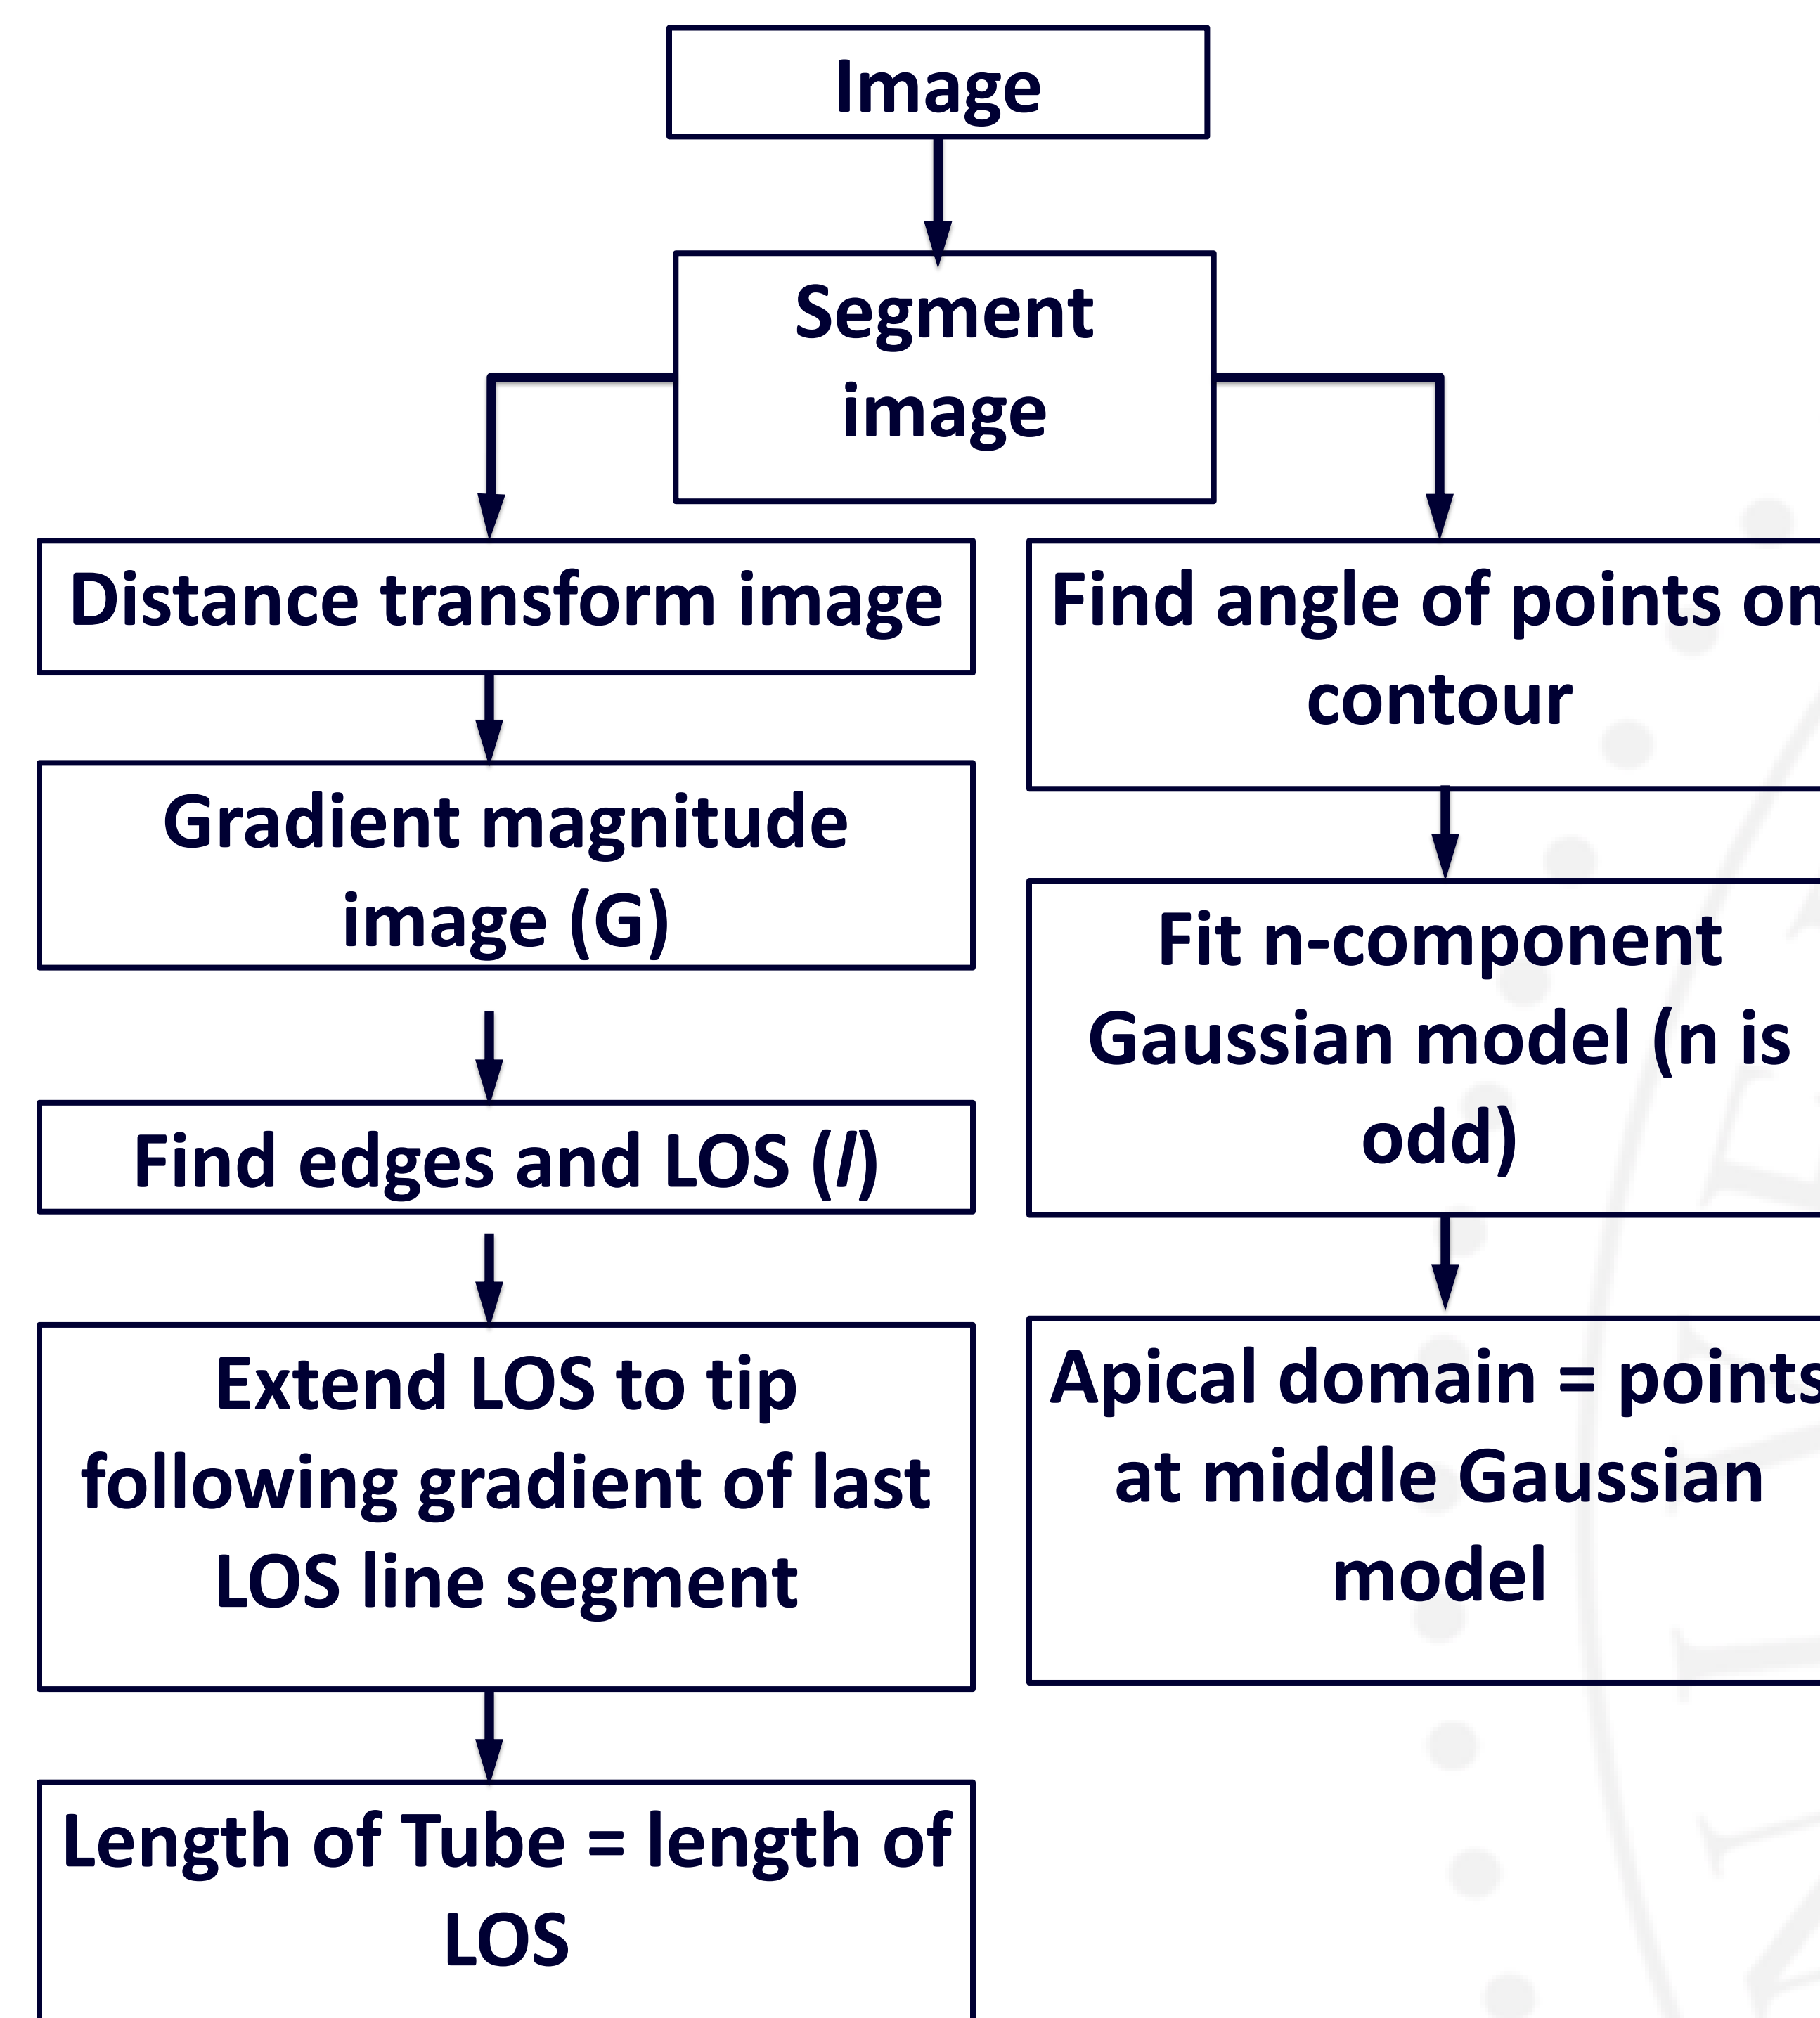 Image
Segment
image
Distance transform image
Gradient magnitude
image (G)
Find edges and LOS (l)
Extend LOS to tip
following gradient of last
LOS line segment
Length of Tube = length of
LOS
Find angle of points on
contour
Fit n-component
Gaussian model (n is
odd)
Apical domain = points
at middle Gaussian
model